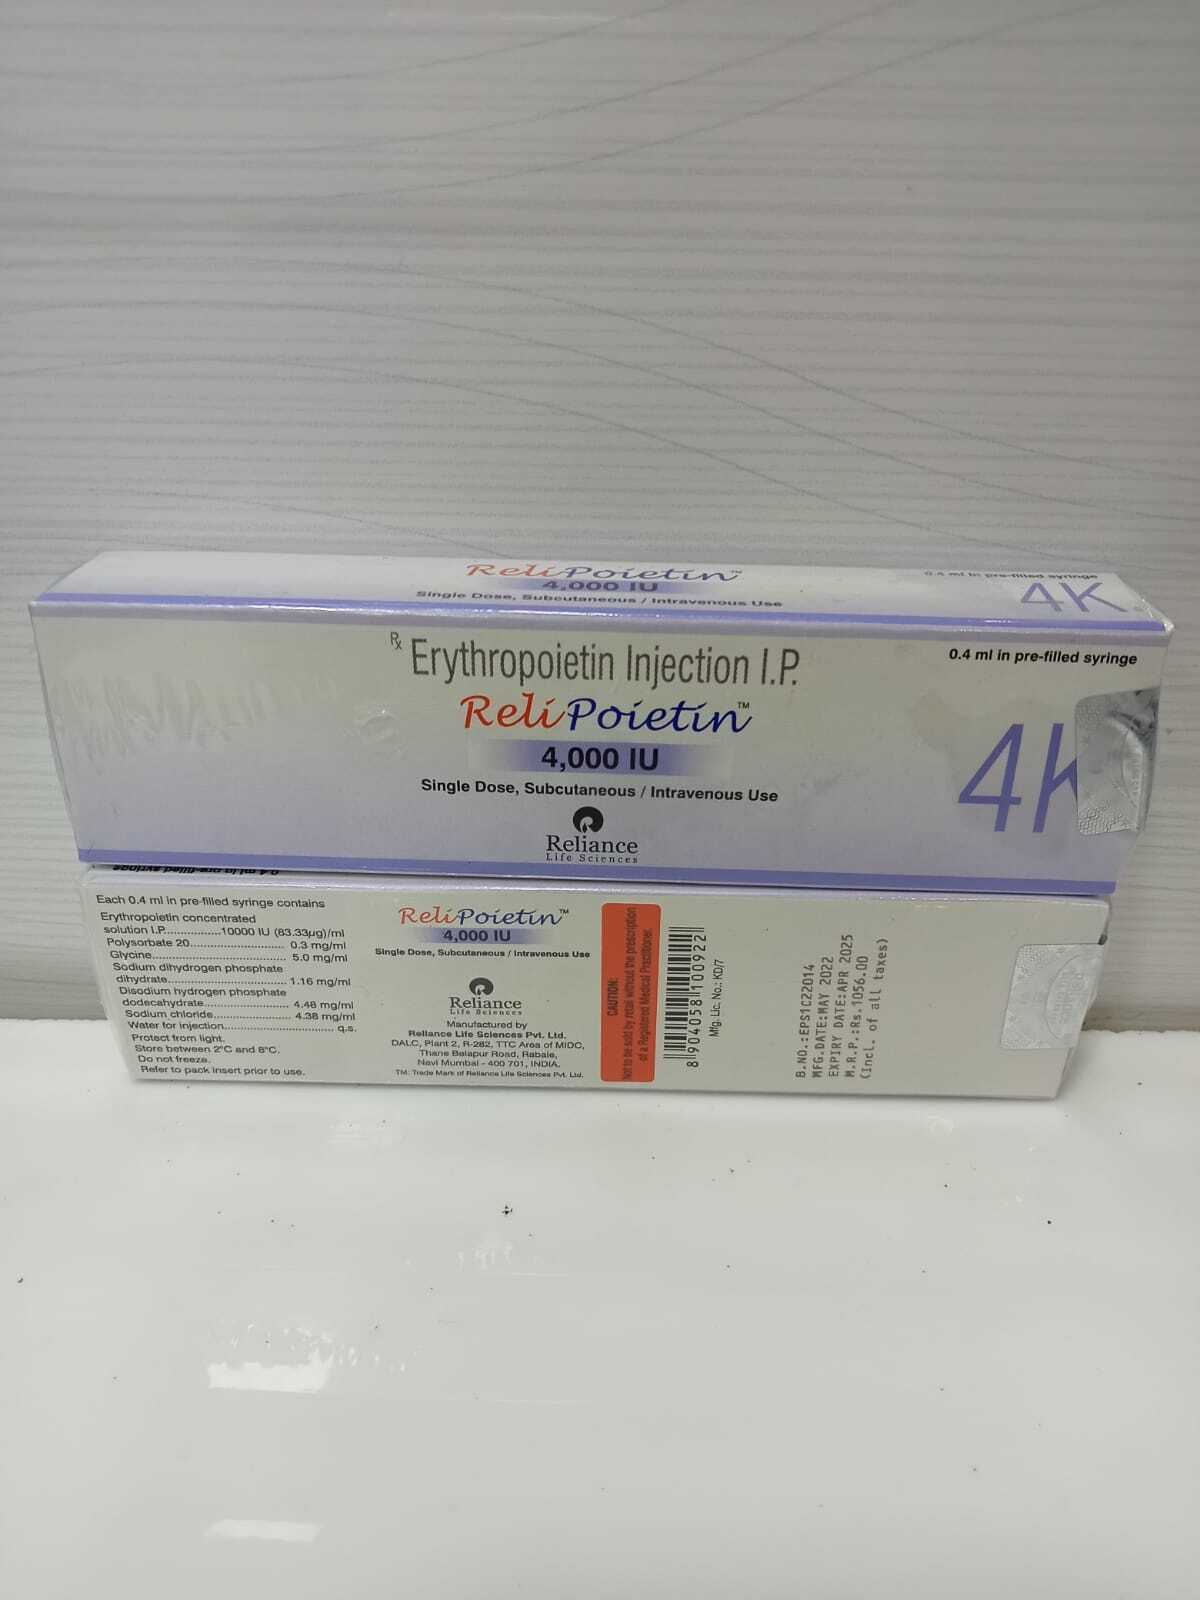 ReliPoietin™
4,000 IU
Single Dose, Subcutaneous / Intravenous Use
0.4 ml in pre-filled syringe
4K
Rx Erythropoietin Injection I.P.
ReliPoietin™
4,000 IU
Single Dose, Subcutaneous / Intravenous Use
Reliance
Life Sciences
0.4 ml in pre-filled syringe
4K
0.4 ml in pre-filled syringe
Each 0.4 ml in pre-filled syringe contains
Erythropoietin concentrated
solution I.P.................10000 IU (83.33µg)/ml
Polysorbate 20............................ 0.3 mg/ml
Glycine........................................ 5.0 mg/ml
Sodium dihydrogen phosphate
dihydrate.................................... 1.16 mg/ml
Disodium hydrogen phosphate
dodecahydrate......................... 4.48 mg/ml
Sodium chloride....................... 4.38 mg/ml
Water for injection................................ q.s.
Protect from light.
Store between 2°C and 8°C.
Do not freeze.
Refer to pack insert prior to use.
ReliPoietin™
4,000 IU
Single Dose, Subcutaneous / Intravenous Use
Reliance
Life Sciences
Manufactured by
Reliance Life Sciences Pvt. Ltd.
DALC, Plant 2, R-282, TTC Area of MIDC,
Thane Belapur Road, Rabale,
Navi Mumbai - 400 701, INDIA.
TM: Trade Mark of Reliance Life Sciences Pvt. Ltd.
CAUTION:
Not to be sold by retail without the prescription
of a Registered Medical Practitioner.
8904058100922
Mfg. Lic. No.: KD/7
B.NO.:EPS1C22014
MFG.DATE:MAY 2022
EXPIRY DATE:APR 2025
M.R.P.:Rs.1056.00
(Incl. of all taxes)